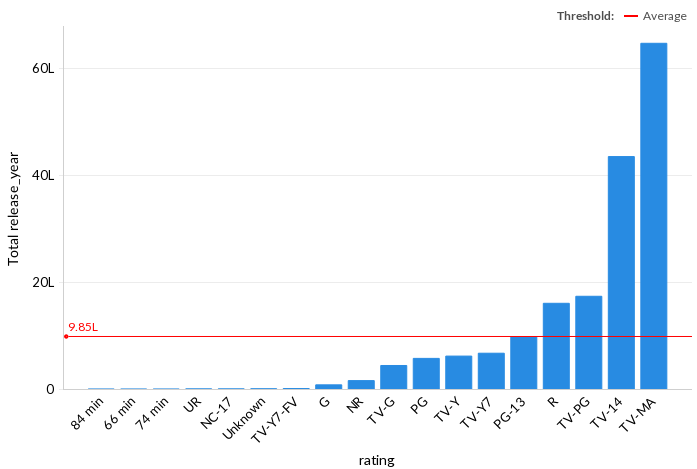 Threshold: Average
60L
40L
20L
0
9.85L
Total release_year
84 min
66 min
74 min
UR
NC-17
Unknown
TV-Y7-FV
G
NR
TV-G
PG
TV-Y
TV-Y7
PG-13
R
TV-PG
TV-14
TV-MA
rating